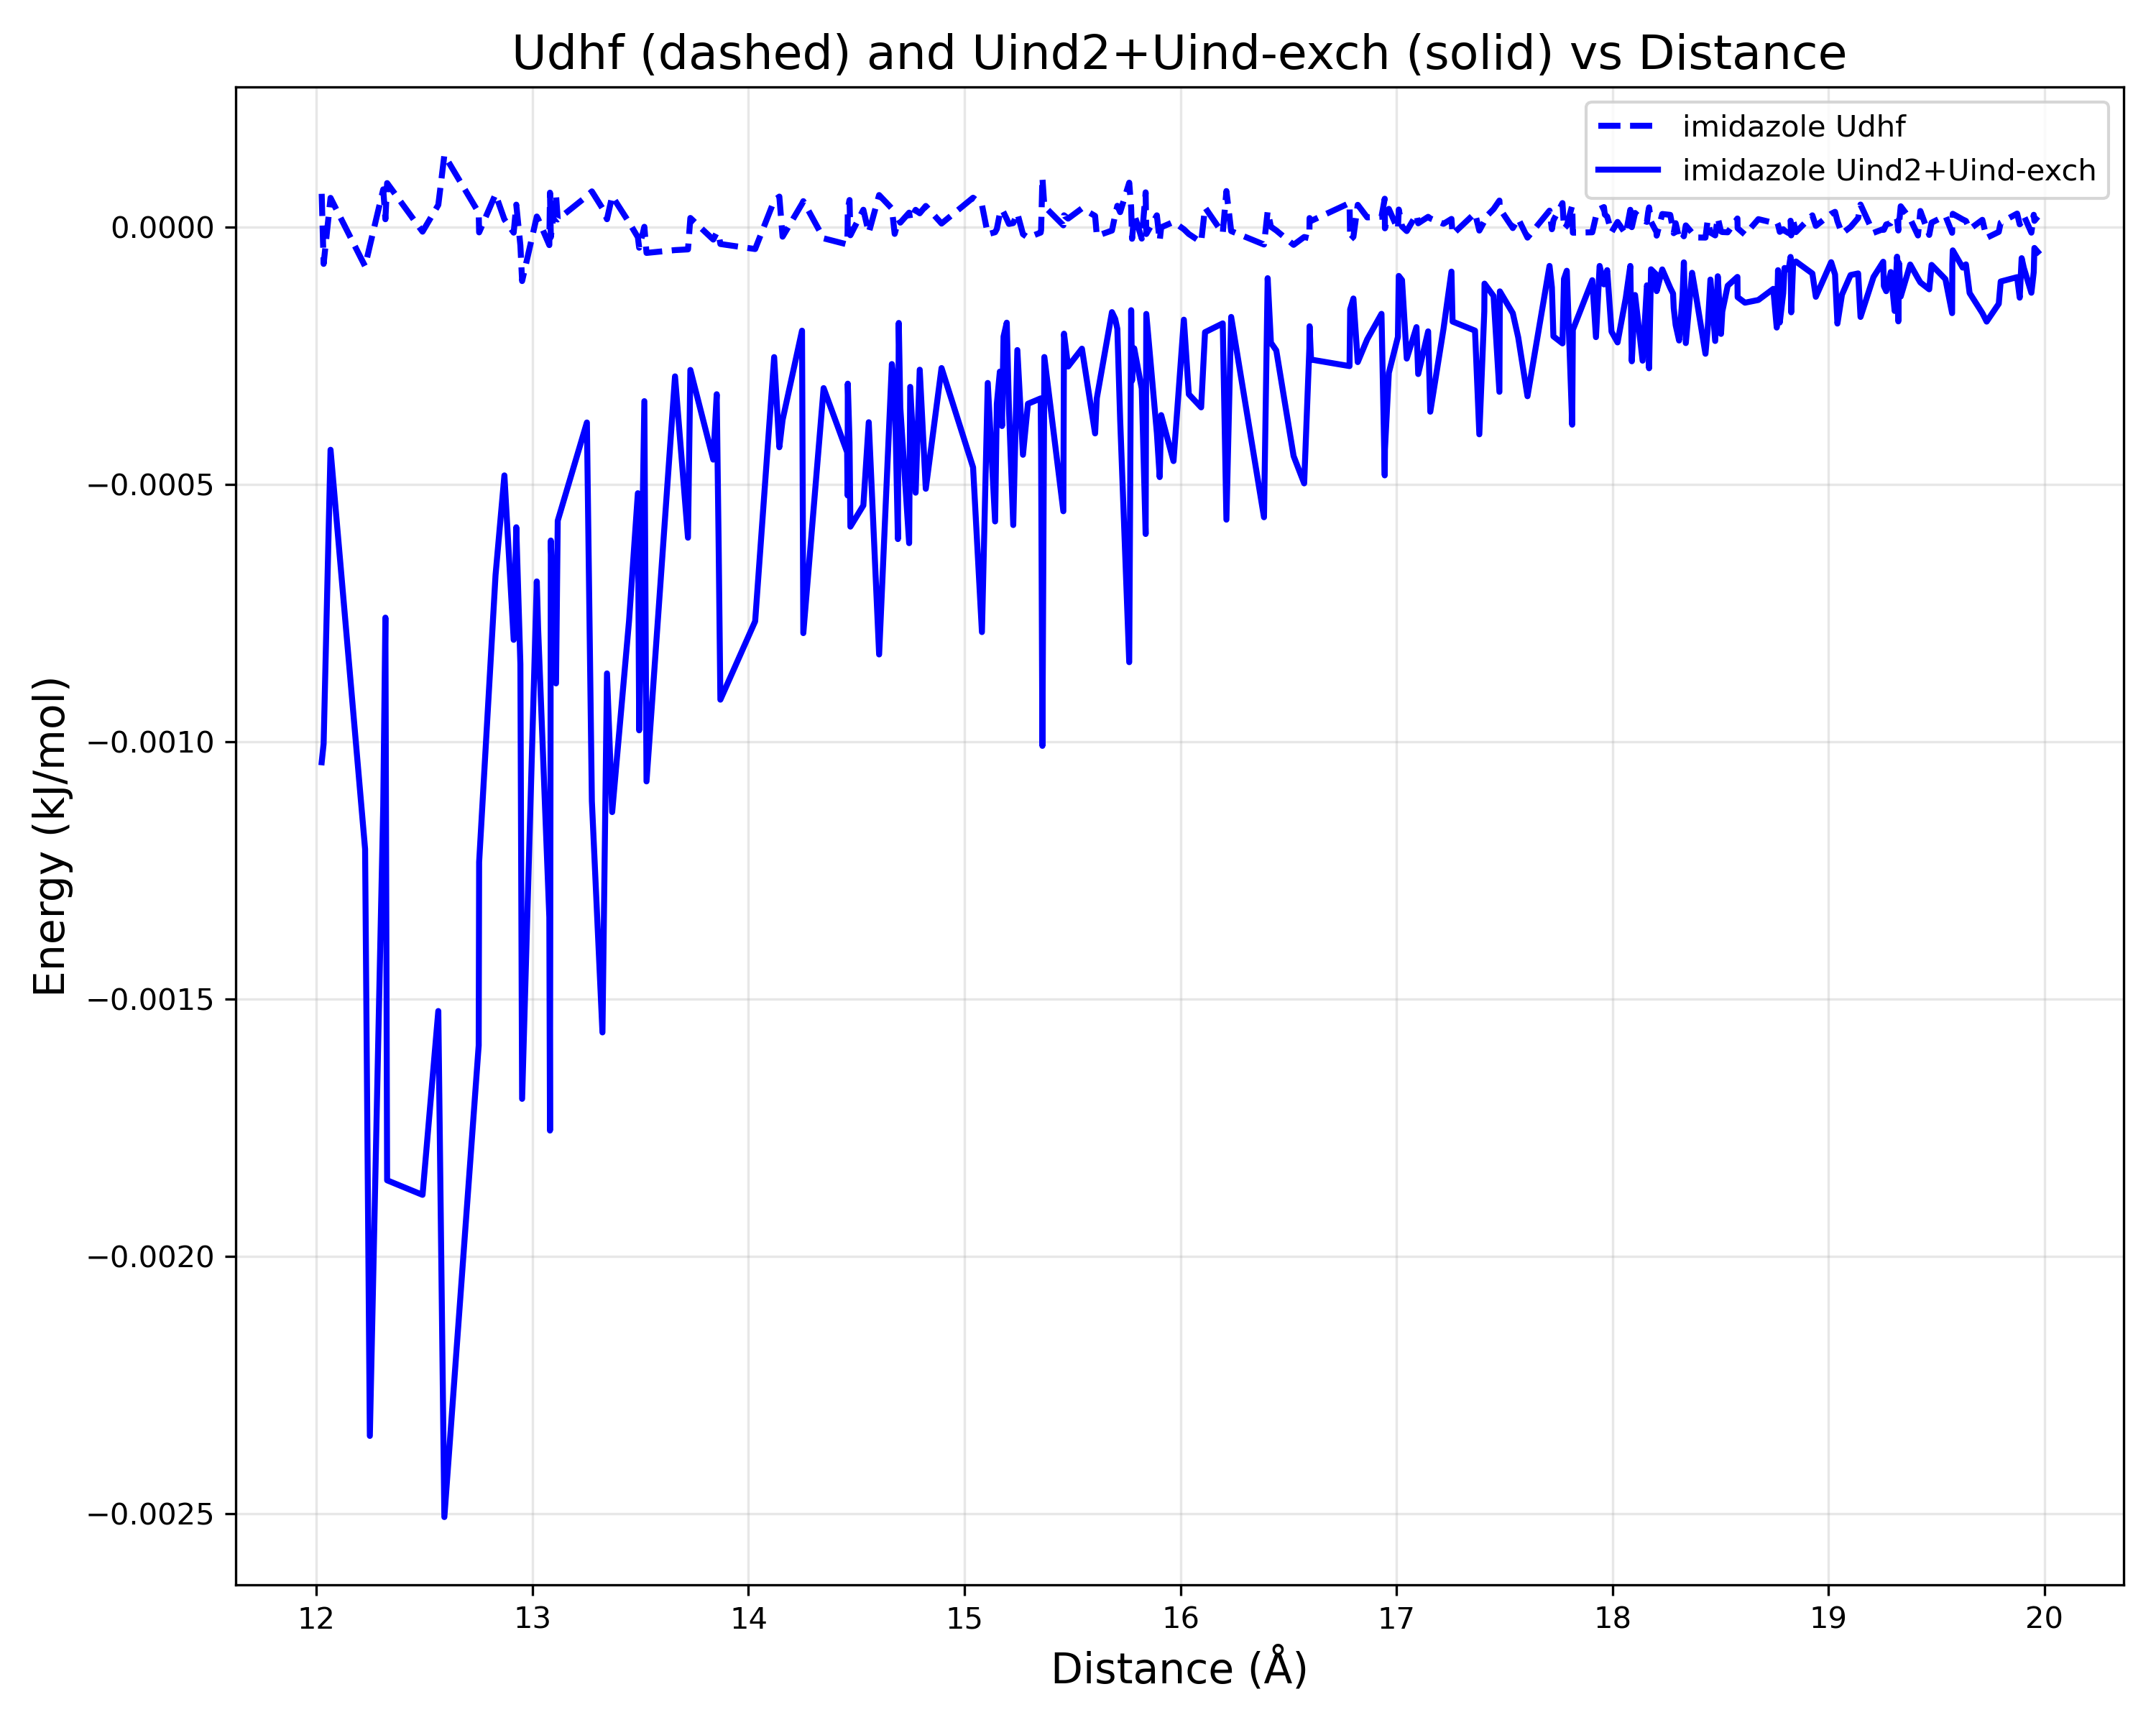 Udhf (dashed) and Uind2+Uind-exch (solid) vs Distance
imidazole Udhf
imidazole Uind2+Uind-exch
Energy (kJ/mol)
0.0000
−0.0005
−0.0010
−0.0015
−0.0020
−0.0025
12 13 14 15 16 17 18 19 20
Distance (Å)